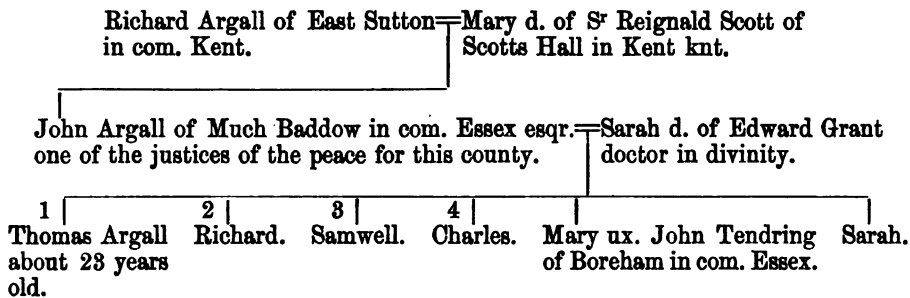 Richard Argall of East Sutton
in com. Kent.
Mary d. of Sr Reignald Scott of
Scotts Hall in Kent knt.
John Argall of Much Baddow in com. Essex esqr.
one of the justices of the peace for this county.
Sarah d. of Edward Grant
doctor in divinity.
1
Thomas Argall
about 23 years
old.
2
Richard.
3
Samwell.
4
Charles.
Mary ux. John Tendring
of Boreham in com. Essex.
Sarah.